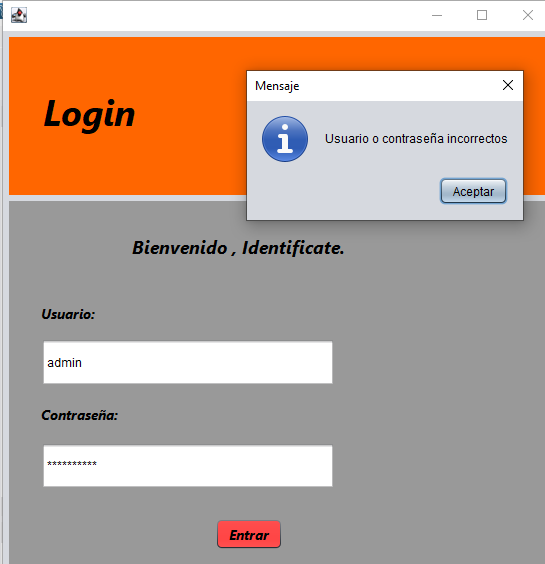 Login
Mensaje
Usuario o contraseña incorrectos
Aceptar
Bienvenido , Identificate.
Usuario:
admin
Contraseña:
**********
Entrar